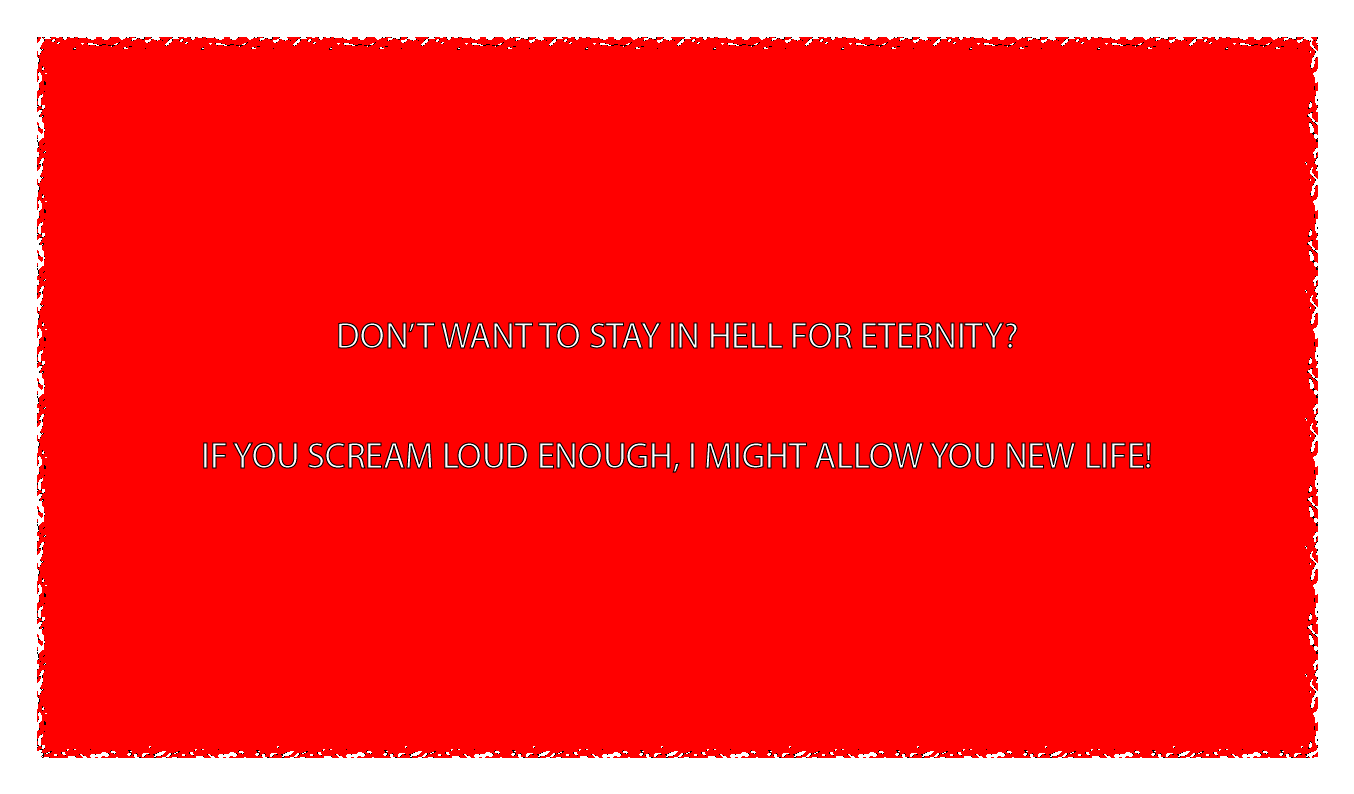 DON’T WANT TO STAY IN HELL FOR ETERNITY?
IF YOU SCREAM LOUD ENOUGH, I MIGHT ALLOW YOU NEW LIFE!